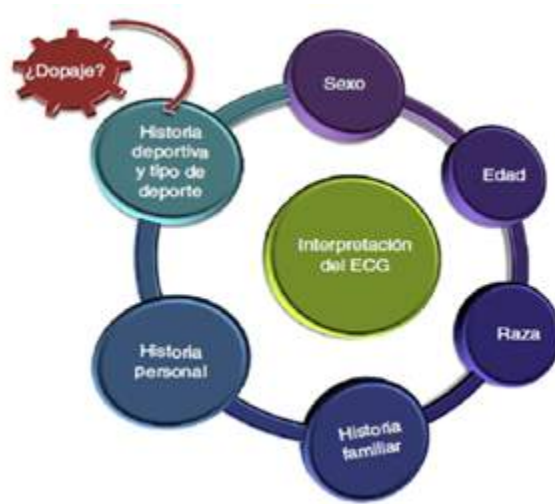 ¿Dopaje?
Sexo
Historia
deportiva
y tipo de
deporte
Edad
Interpretación
del ECG
Raza
Historia
personal
Historia
familiar